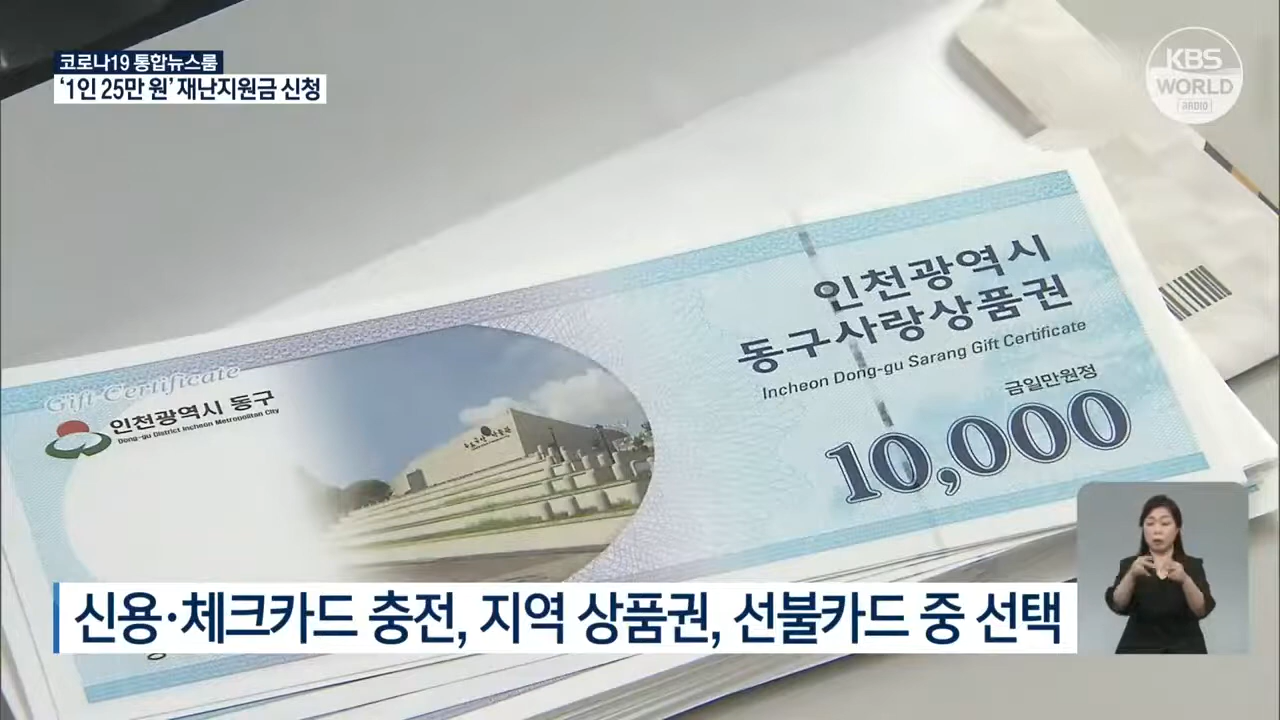 코로나19 통합뉴스룸
‘1인 25만 원’ 재난지원금 신청
KBS
WORLD
RADIO
인천광역시
동구사랑상품권
Incheon Dong-gu Sarang Gift Certificate
금일만원정
10,000
Gift Certificate
인천광역시 동구
Dong-gu District Incheon Metropolitan City
신용·체크카드 충전, 지역 상품권, 선불카드 중 선택